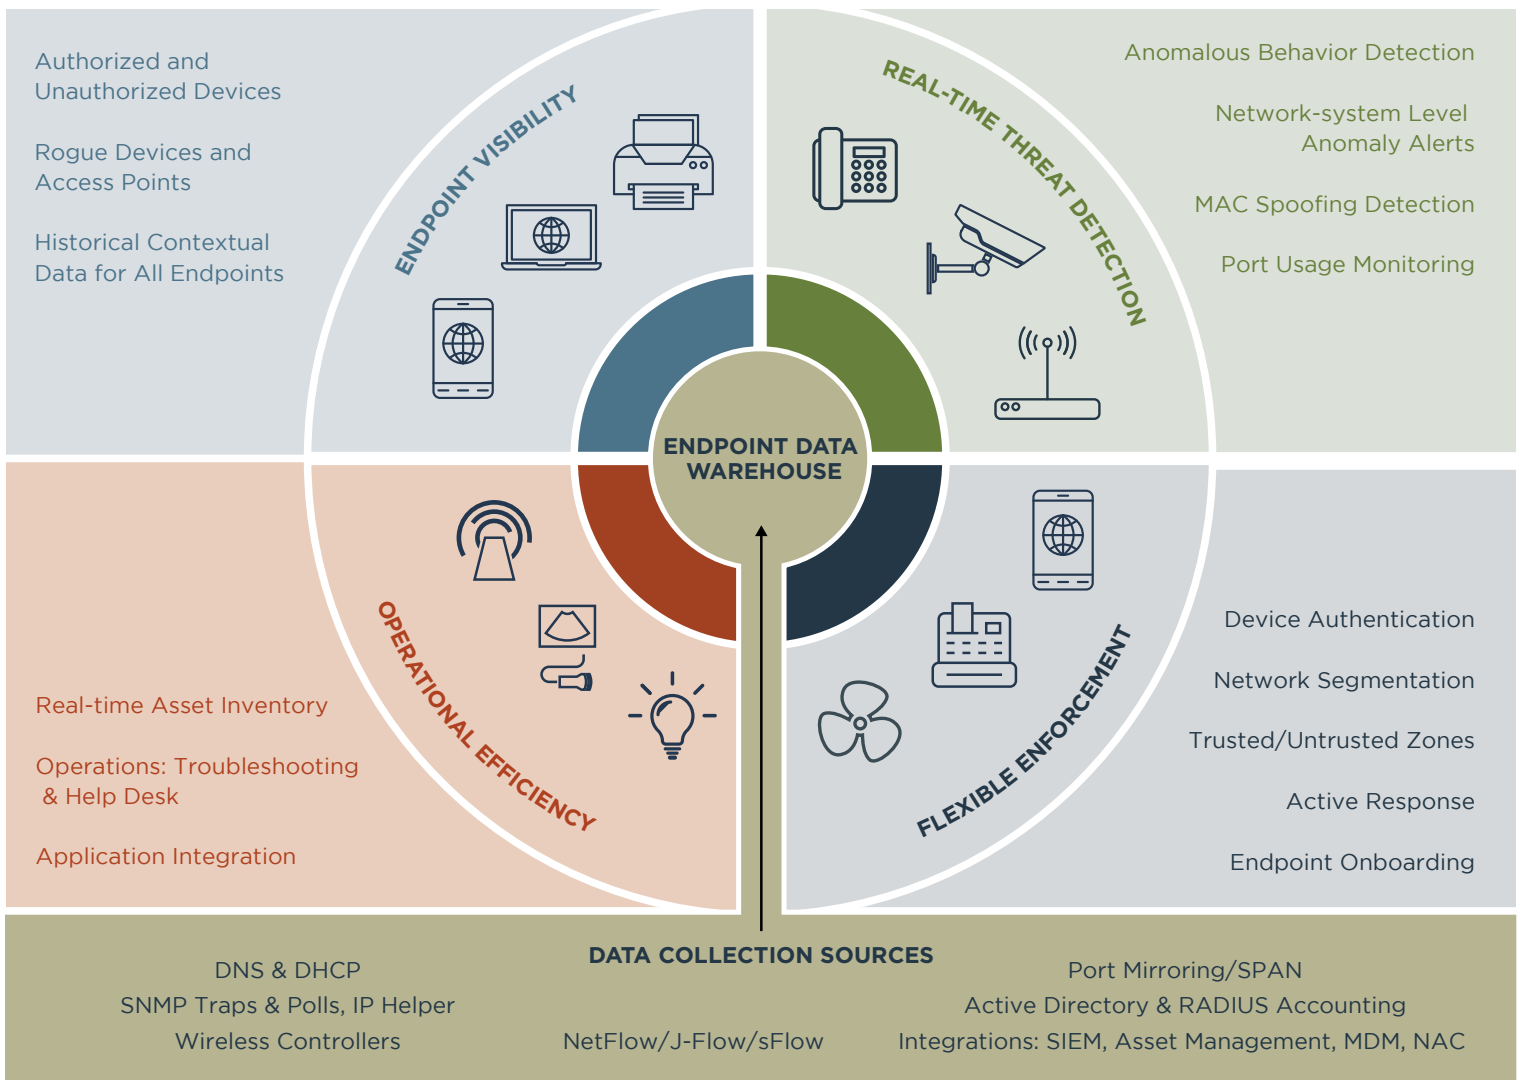 Authorized and
Unauthorized Devices
Rogue Devices and
Access Points
Historical Contextual
Data for All Endpoints
ENDPOINT VISIBILITY
REAL-TIME THREAT DETECTION
Anomalous Behavior Detection
Network-system Level
Anomaly Alerts
MAC Spoofing Detection
Port Usage Monitoring
ENDPOINT DATA
WAREHOUSE
OPERATIONAL EFFICIENCY
Real-time Asset Inventory
Operations: Troubleshooting
& Help Desk
Application Integration
FLEXIBLE ENFORCEMENT
Device Authentication
Network Segmentation
Trusted/Untrusted Zones
Active Response
Endpoint Onboarding
DATA COLLECTION SOURCES
DNS & DHCP
SNMP Traps & Polls, IP Helper
Wireless Controllers
NetFlow/J-Flow/sFlow
Port Mirroring/SPAN
Active Directory & RADIUS Accounting
Integrations: SIEM, Asset Management, MDM, NAC